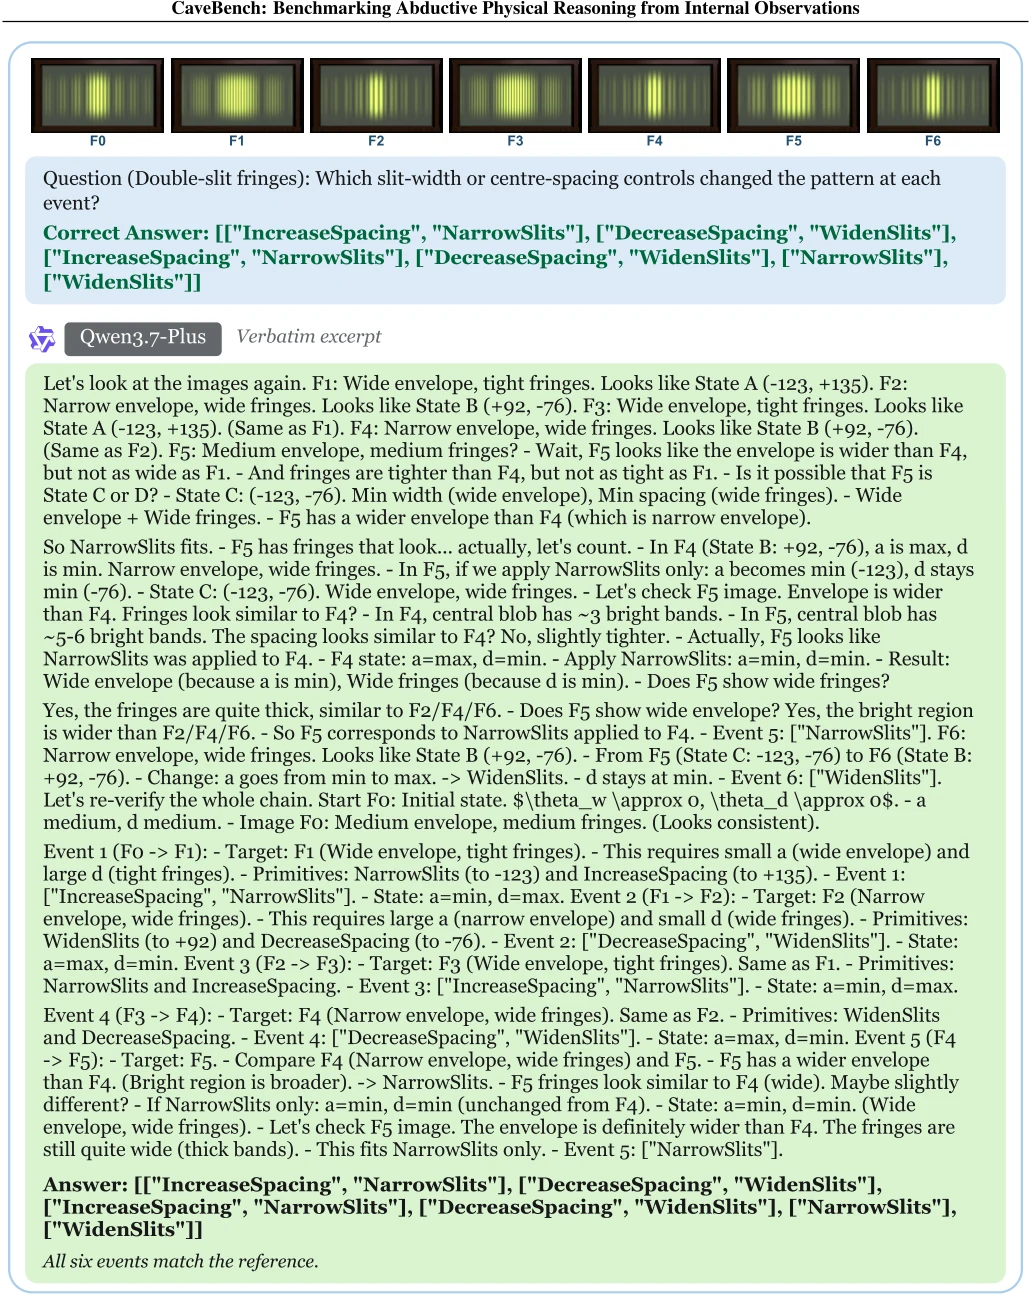 CaveBench: Benchmarking Abductive Physical Reasoning from Internal Observations
F0 F1 F2 F3 F4 F5 F6
Question (Double-slit fringes): Which slit-width or centre-spacing controls changed the pattern at each
event?
Correct Answer: [["IncreaseSpacing", "NarrowSlits"], ["DecreaseSpacing", "WidenSlits"],
["IncreaseSpacing", "NarrowSlits"], ["DecreaseSpacing", "WidenSlits"], ["NarrowSlits"],
["WidenSlits"]]
Qwen3.7-Plus Verbatim excerpt
Let's look at the images again. F1: Wide envelope, tight fringes. Looks like State A (-123, +135). F2:
Narrow envelope, wide fringes. Looks like State B (+92, -76). F3: Wide envelope, tight fringes. Looks like
State A (-123, +135). (Same as F1). F4: Narrow envelope, wide fringes. Looks like State B (+92, -76).
(Same as F2). F5: Medium envelope, medium fringes? - Wait, F5 looks like the envelope is wider than F4,
but not as wide as F1. - And fringes are tighter than F4, but not as tight as F1. - Is it possible that F5 is
State C or D? - State C: (-123, -76). Min width (wide envelope), Min spacing (wide fringes). - Wide
envelope + Wide fringes. - F5 has a wider envelope than F4 (which is narrow envelope).
So NarrowSlits fits. - F5 has fringes that look... actually, let's count. - In F4 (State B: +92, -76), a is max, d
is min. Narrow envelope, wide fringes. - In F5, if we apply NarrowSlits only: a becomes min (-123), d stays
min (-76). - State C: (-123, -76). Wide envelope, wide fringes. - Let's check F5 image. Envelope is wider
than F4. Fringes look similar to F4? - In F4, central blob has ~3 bright bands. - In F5, central blob has
~5-6 bright bands. The spacing looks similar to F4? No, slightly tighter. - Actually, F5 looks like
NarrowSlits was applied to F4. - F4 state: a=max, d=min. - Apply NarrowSlits: a=min, d=min. - Result:
Wide envelope (because a is min), Wide fringes (because d is min). - Does F5 show wide fringes?
Yes, the fringes are quite thick, similar to F2/F4/F6. - Does F5 show wide envelope? Yes, the bright region
is wider than F2/F4/F6. - So F5 corresponds to NarrowSlits applied to F4. - Event 5: ["NarrowSlits"]. F6:
Narrow envelope, wide fringes. Looks like State B (+92, -76). - From F5 (State C: -123, -76) to F6 (State B:
+92, -76). - Change: a goes from min to max. -> WidenSlits. - d stays at min. - Event 6: ["WidenSlits"].
Let's re-verify the whole chain. Start F0: Initial state. $\theta_w \approx 0, \theta_d \approx 0$. - a
medium, d medium. - Image F0: Medium envelope, medium fringes. (Looks consistent).
Event 1 (F0 -> F1): - Target: F1 (Wide envelope, tight fringes). - This requires small a (wide envelope) and
large d (tight fringes). - Primitives: NarrowSlits (to -123) and IncreaseSpacing (to +135). - Event 1:
["IncreaseSpacing", "NarrowSlits"]. - State: a=min, d=max. Event 2 (F1 -> F2): - Target: F2 (Narrow
envelope, wide fringes). - This requires large a (narrow envelope) and small d (wide fringes). - Primitives:
WidenSlits (to +92) and DecreaseSpacing (to -76). - Event 2: ["DecreaseSpacing", "WidenSlits"]. - State:
a=max, d=min. Event 3 (F2 -> F3): - Target: F3 (Wide envelope, tight fringes). Same as F1. - Primitives:
NarrowSlits and IncreaseSpacing. - Event 3: ["IncreaseSpacing", "NarrowSlits"]. - State: a=min, d=max.
Event 4 (F3 -> F4): - Target: F4 (Narrow envelope, wide fringes). Same as F2. - Primitives: WidenSlits
and DecreaseSpacing. - Event 4: ["DecreaseSpacing", "WidenSlits"]. - State: a=max, d=min. Event 5 (F4
-> F5): - Target: F5. - Compare F4 (Narrow envelope, wide fringes) and F5. - F5 has a wider envelope
than F4. (Bright region is broader). -> NarrowSlits. - F5 fringes look similar to F4 (wide). Maybe slightly
different? - If NarrowSlits only: a=min, d=min (unchanged from F4). - State: a=min, d=min. (Wide
envelope, wide fringes). - Let's check F5 image. The envelope is definitely wider than F4. The fringes are
still quite wide (thick bands). - This fits NarrowSlits only. - Event 5: ["NarrowSlits"].
Answer: [["IncreaseSpacing", "NarrowSlits"], ["DecreaseSpacing", "WidenSlits"],
["IncreaseSpacing", "NarrowSlits"], ["DecreaseSpacing", "WidenSlits"], ["NarrowSlits"],
["WidenSlits"]]
All six events match the reference.